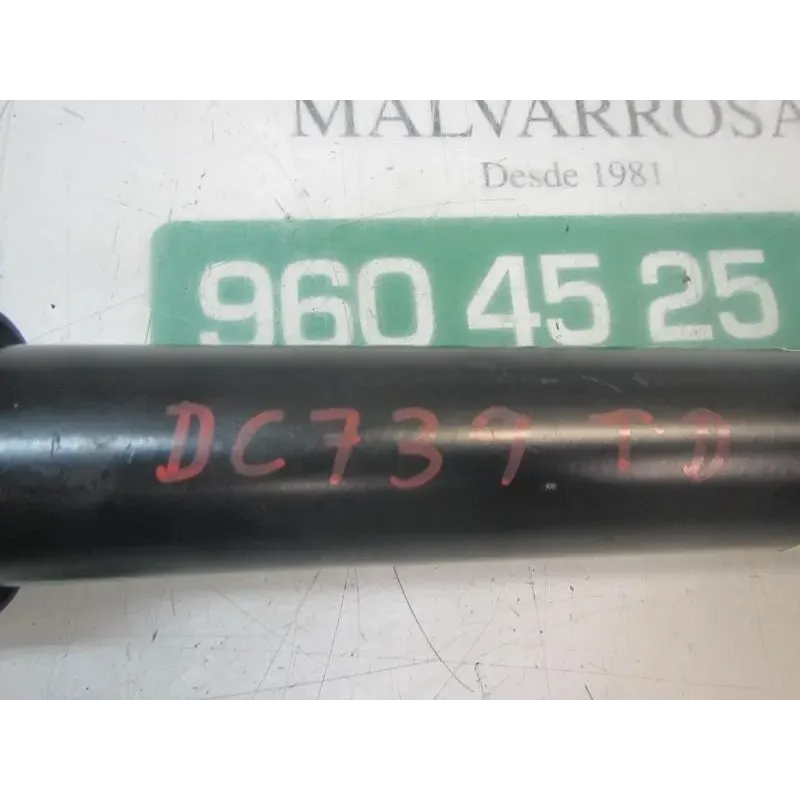 MALVARROSA
Desde 1981
960 45 25
DC739 TD